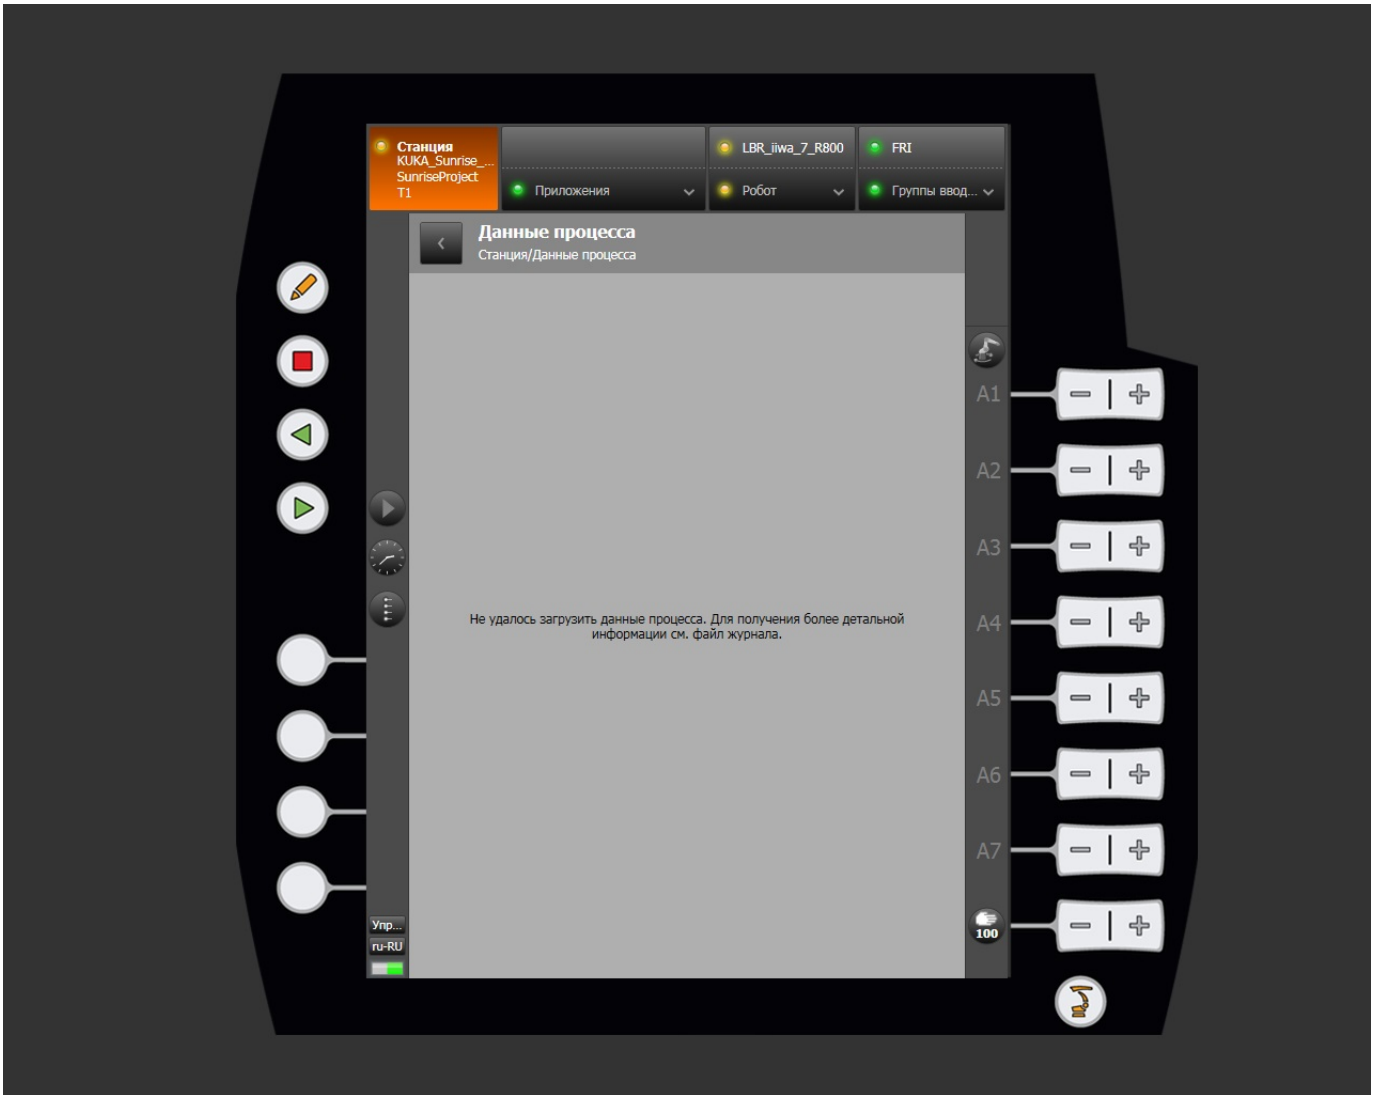 Станция
KUKA_Sunrise_...
SunriseProject
T1
Приложения
LBR_iiwa_7_R800
Робот
FRI
Группы ввод...
Данные процесса
Станция/Данные процесса
A1
A2
A3
Не удалось загрузить данные процесса. Для получения более детальной
информации см. файл журнала.
A4
A5
A6
A7
Упр...
100
ru-RU